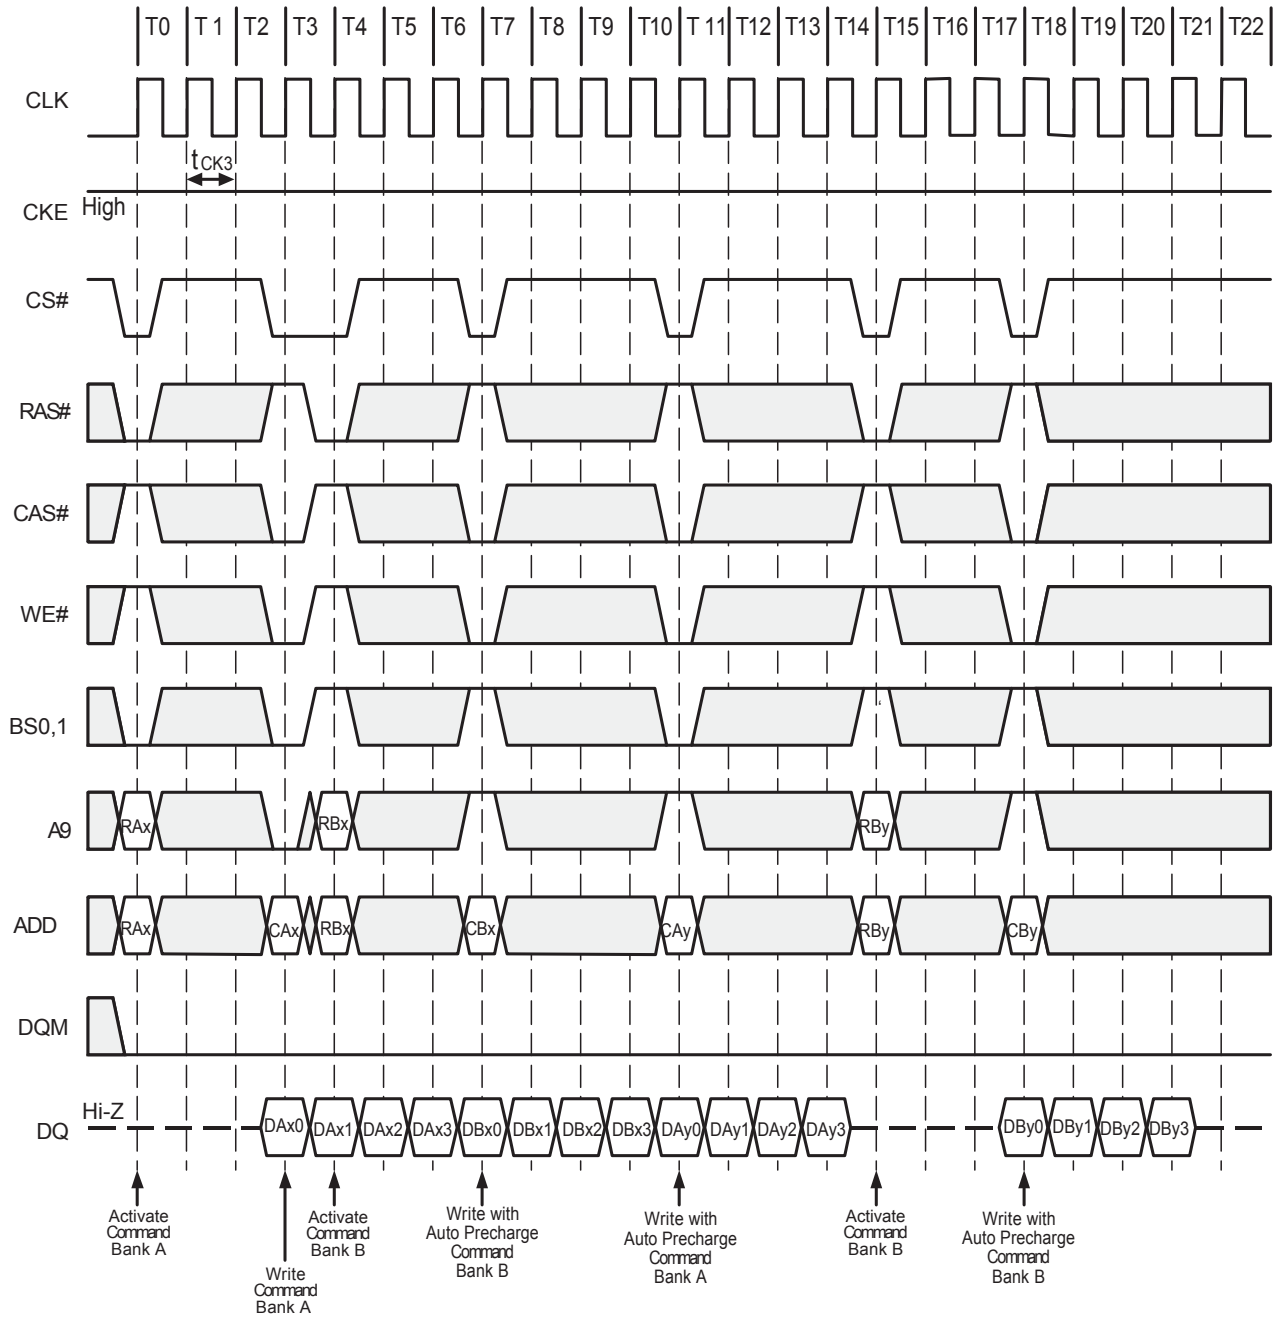 T0 T 1 T2 T3 T4 T5 T6 T7 T8 T9 T10 T 11 T12 T13 T14 T15 T16 T17 T18 T19 T20 T21 T22
CLK
tCK3
CKE High
CS#
RAS#
CAS#
WE#
BS0,1
A9 RAx RBx RBy
ADD RAx CAx RBx CBx CAy RBy CBy
DQM
Hi-Z
DQ DAx0 DAx1 DAx2 DAx3 DBx0 DBx1 DBx2 DBx3 DAy0 DAy1 DAy2 DAy3 DBy0 DBy1 DBy2 DBy3
Activate
Command
Bank A
Write
Command
Bank A
Activate
Command
Bank B
Write with
Auto Precharge
Command
Bank B
Write with
Auto Precharge
Command
Bank A
Activate
Command
Bank B
Write with
Auto Precharge
Command
Bank B